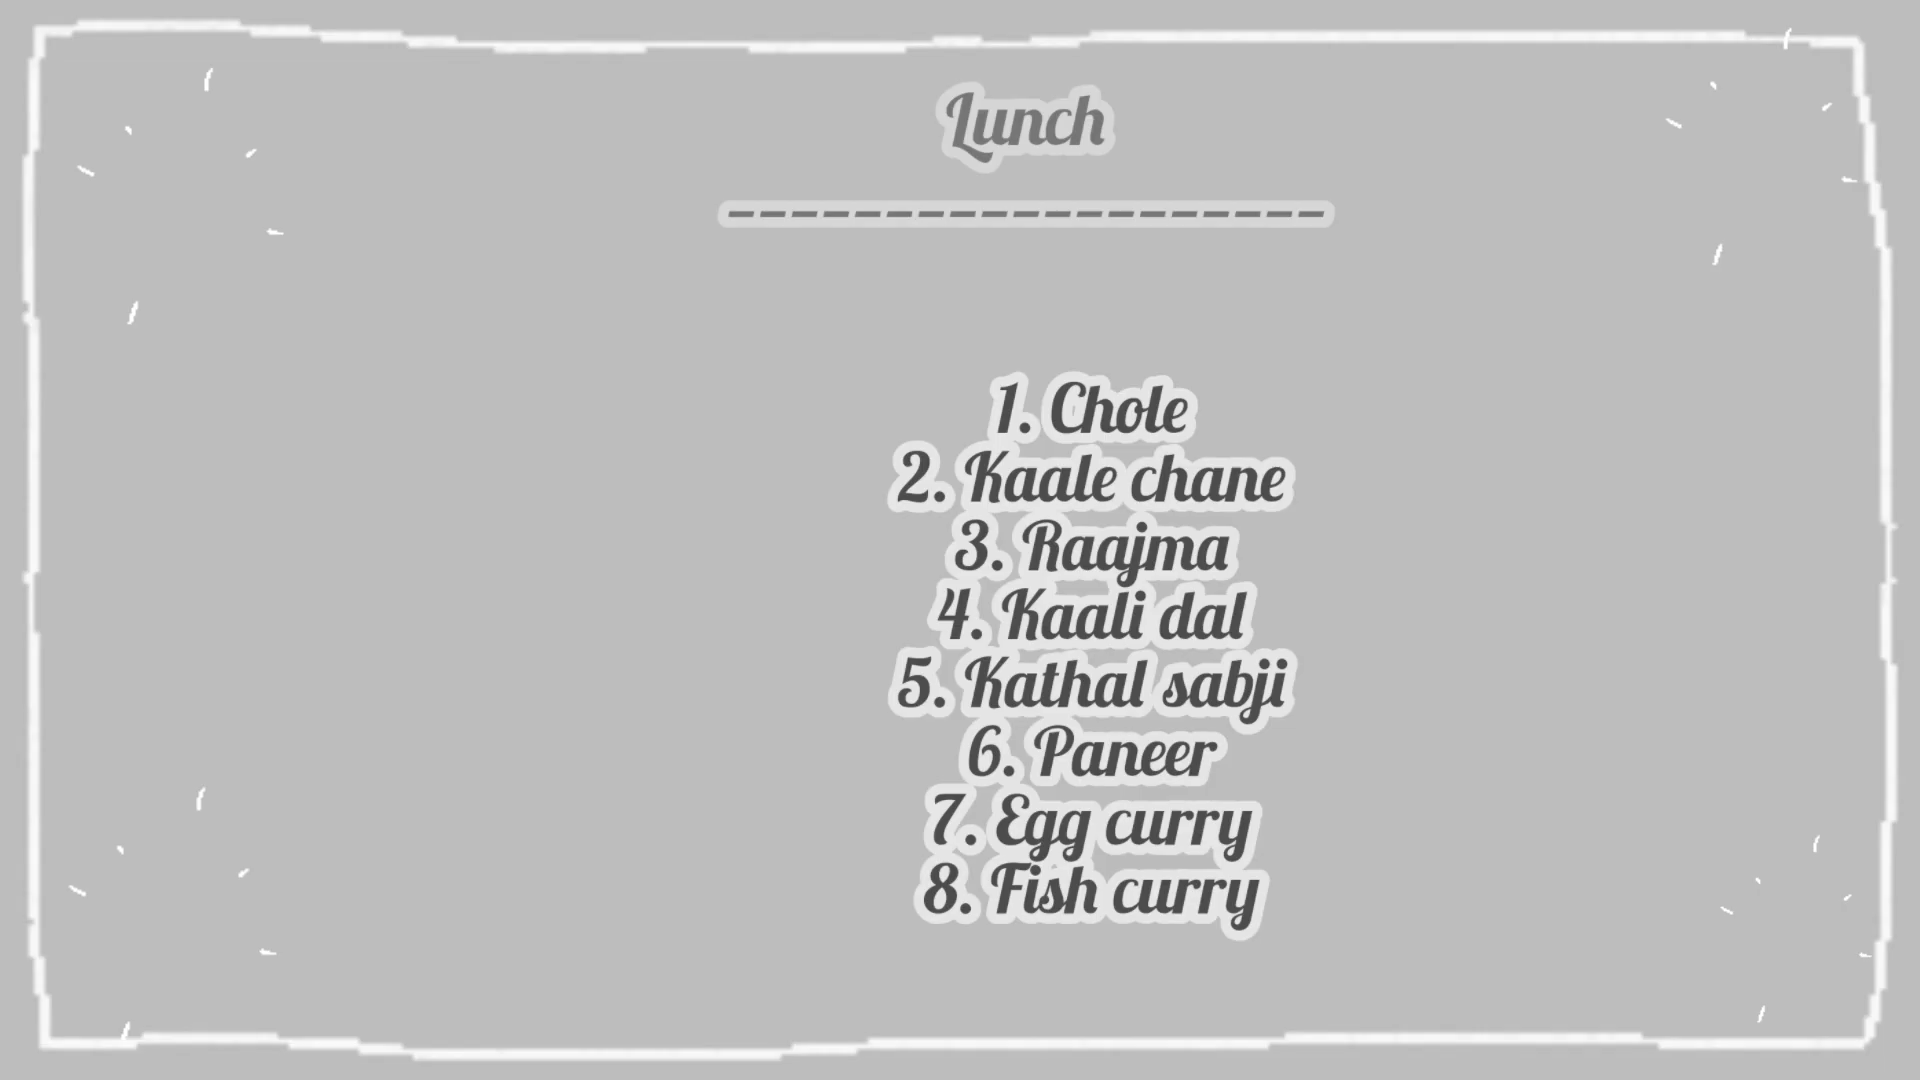 Lunch
-------------------
1. Chole
2. Kaale chane
3. Raajma
4. Kaali dal
5. Kathal sabji
6. Paneer
7. Egg curry
8. Fish curry